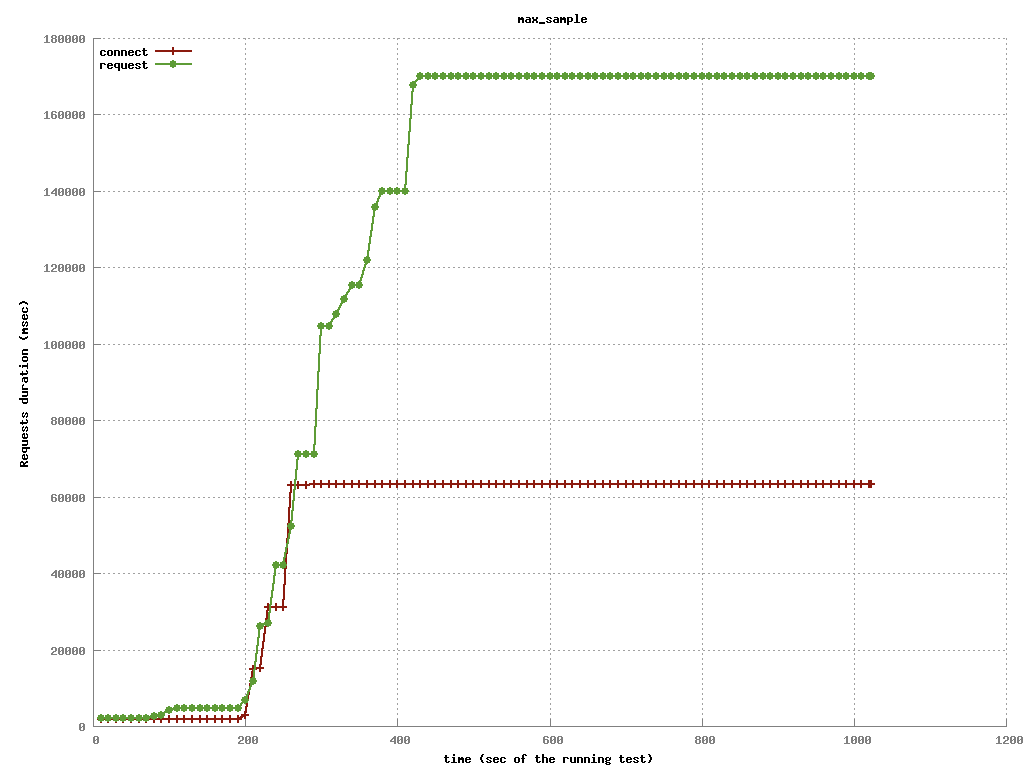 max_sample
connect
request
180000
160000
140000
120000
100000
80000
60000
40000
20000
0
Requests duration (msec)
0 200 400 600 800 1000 1200
time (sec of the running test)